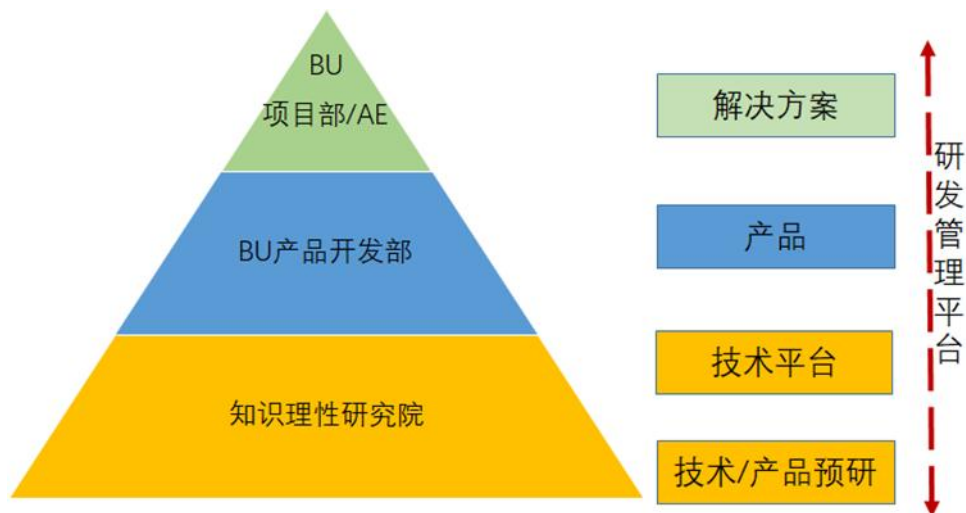 BU
项目部/AE
解决方案
BU产品开发部
产品
知识理性研究院
技术平台
技术/产品预研
研发管理平台